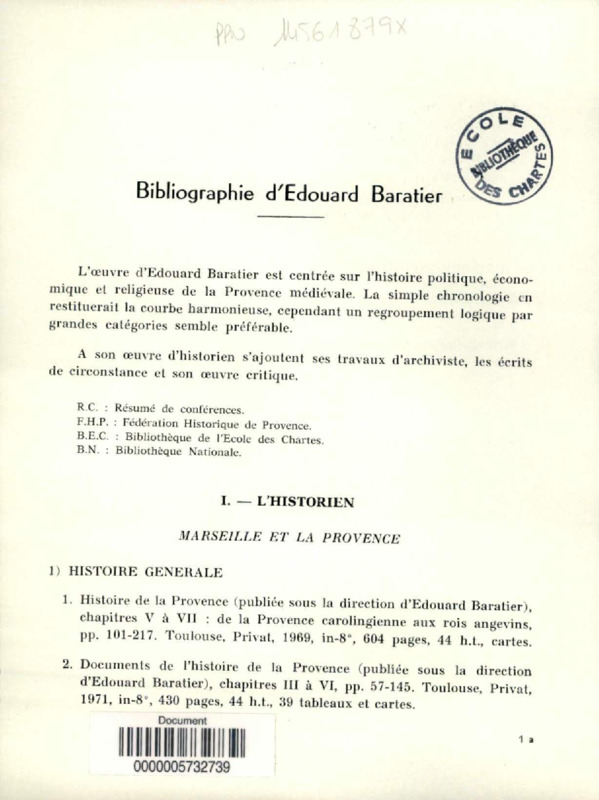 PPN 14561879X
ECOLE
BIBLIOTHÈQUE
DES CHARTES
Bibliographie d'Edouard Baratier
L'œuvre d'Edouard Baratier est centrée sur l'histoire politique, écono-
mique et religieuse de la Provence médiévale. La simple chronologie en
restituerait la courbe harmonieuse, cependant un regroupement logique par
grandes catégories semble préférable.
A son œuvre d'historien s'ajoutent ses travaux d'archiviste, les écrits
de circonstance et son œuvre critique.
R.C. : Résumé de conférences.
F.H.P. : Fédération Historique de Provence.
B.E.C. : Bibliothèque de l'Ecole des Chartes.
B.N. : Bibliothèque Nationale.
I. — L'HISTORIEN
MARSEILLE ET LA PROVENCE
1) HISTOIRE GENERALE
1. Histoire de la Provence (publiée sous la direction d'Edouard Baratier),
chapitres V à VII : de la Provence carolingienne aux rois angevins,
pp. 101-217. Toulouse, Privat, 1969, in-8°, 604 pages, 44 h.t., cartes.
2. Documents de l'histoire de la Provence (publiée sous la direction
d'Edouard Baratier), chapitres III à VI, pp. 57-145. Toulouse, Privat,
1971, in-8°, 430 pages, 44 h.t., 39 tableaux et cartes.
Document
0000005732739
1 a